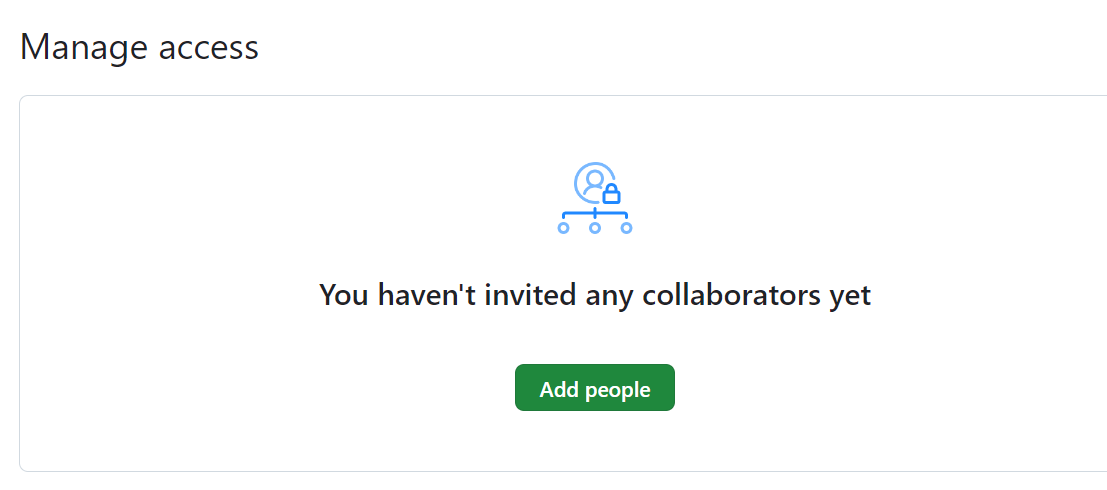 Manage access
You haven't invited any collaborators yet
Add people